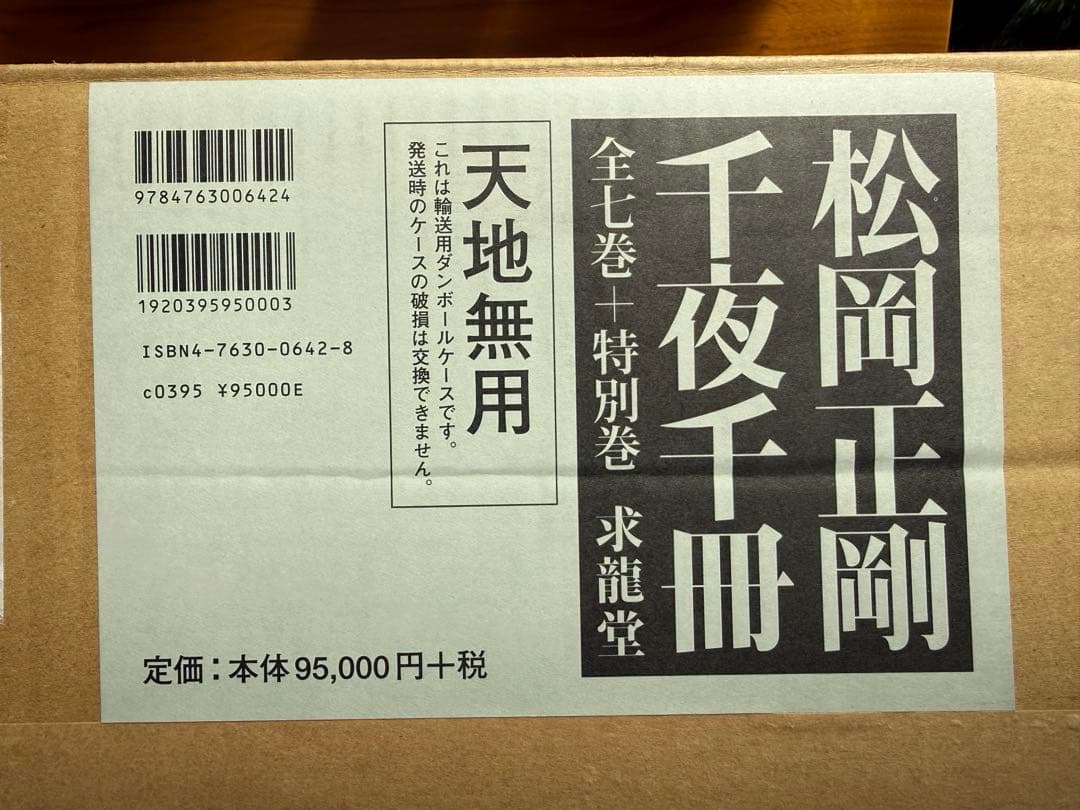 松岡正剛
千夜千冊
全七巻＋特別巻 求龍堂
天地無用
これは輸送用ダンボールケースです。
発送時のケースの破損は交換できません。
9784763006424
1920395950003
ISBN4-7630-0642-8
c0395 ¥95000E
定価：本体95,000円＋税